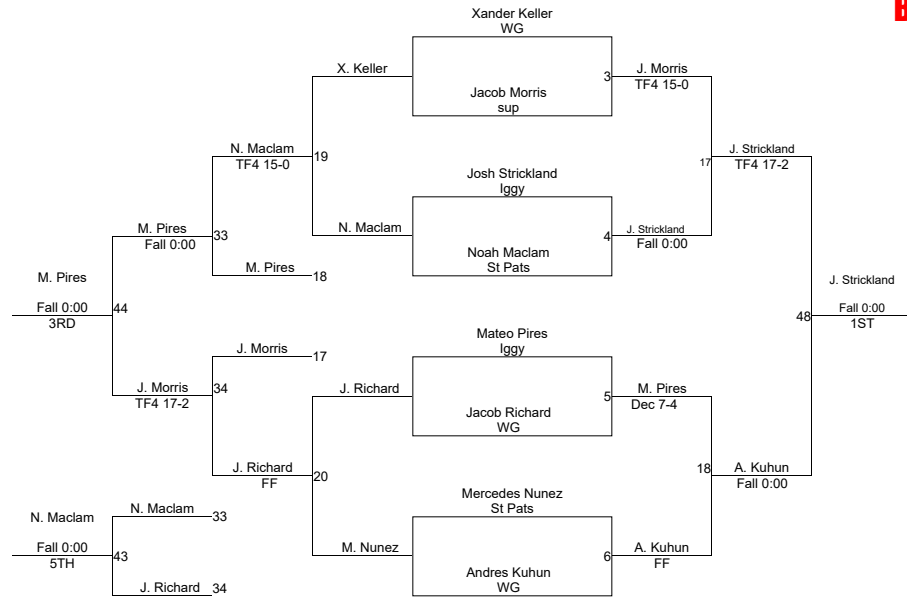 Xander Keller
WG
X. Keller
3
J. Morris
TF4 15-0
Jacob Morris
sup
N. Maclam
TF4 15-0
19
17
J. Strickland
TF4 17-2
Josh Strickland
Iggy
M. Pires
Fall 0:00
33
N. Maclam
4
J. Strickland
Fall 0:00
Noah Maclam
St Pats
M. Pires
18
M. Pires
Fall 0:00
3RD
44
48
J. Strickland
Fall 0:00
1ST
Mateo Pires
Iggy
J. Morris
17
J. Morris
TF4 17-2
34
J. Richard
5
M. Pires
Dec 7-4
Jacob Richard
WG
J. Richard
FF
20
18
A. Kuhun
Fall 0:00
Mercedes Nunez
St Pats
N. Maclam
33
N. Maclam
Fall 0:00
5TH
43
M. Nunez
6
A. Kuhun
FF
Andres Kuhun
WG
J. Richard
34